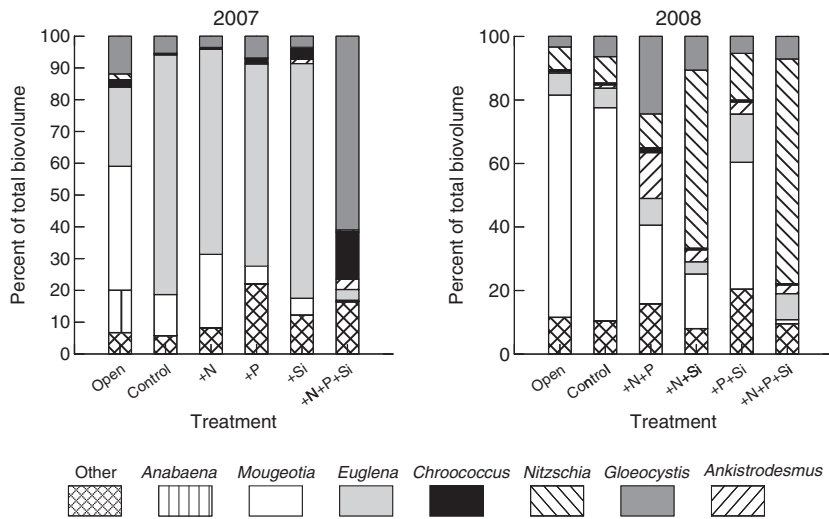 2007
2008
Percent of total biovolume
100
90
80
70
60
50
40
30
20
10
0
Open
Control
+N
+P
+Si
+N+P+Si
Treatment
Percent of total biovolume
100
80
60
40
20
0
Open
Control
+N+P
+N+Si
+P+Si
+N+P+Si
Treatment
Other Anabaena Mougeotia Euglena Chroococcus Nitzschia Gloeocystis Ankistrodesmus